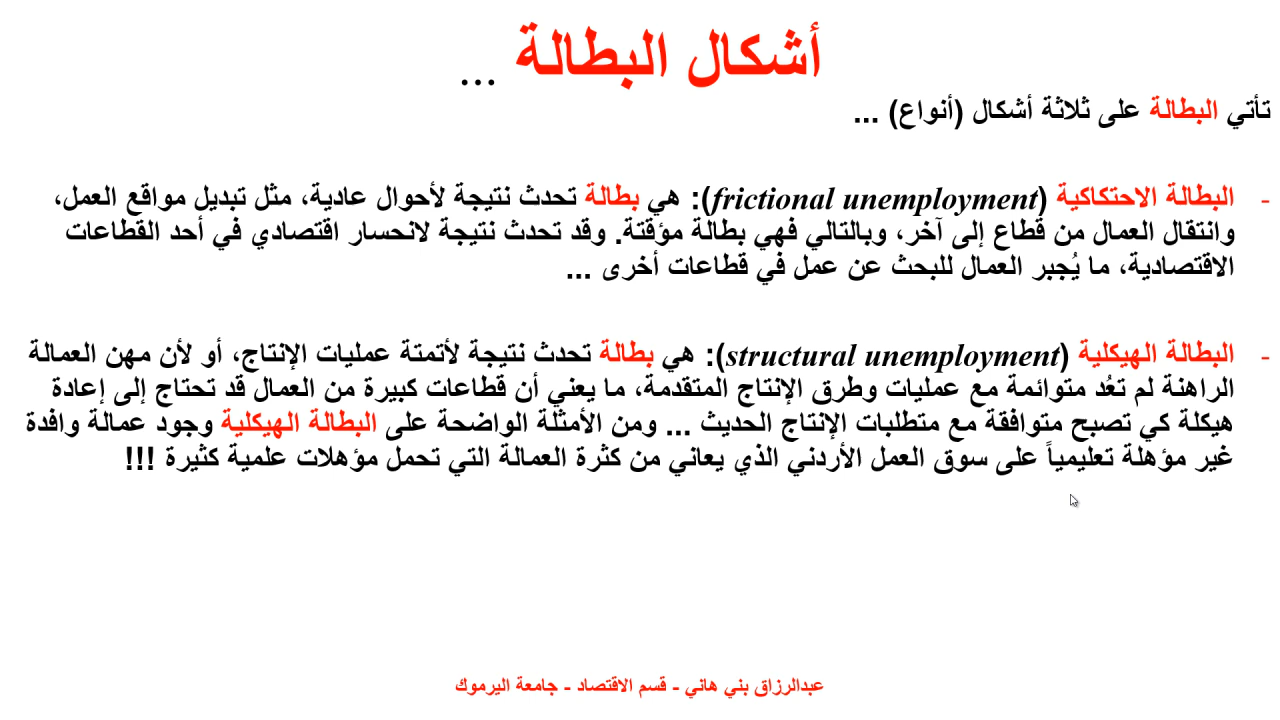 أشكال البطالة ...
تأتي البطالة على ثلاثة أشكال (أنواع) ...
- البطالة الاحتكاكية (frictional unemployment): هي بطالة تحدث نتيجة لأحوال عادية، مثل تبديل مواقع العمل،
وانتقال العمال من قطاع إلى آخر، وبالتالي فهي بطالة مؤقتة. وقد تحدث نتيجة لانحسار اقتصادي في أحد القطاعات
الاقتصادية، ما يُجبر العمال للبحث عن عمل في قطاعات أخرى ...
- البطالة الهيكلية (structural unemployment): هي بطالة تحدث نتيجة لأتمتة عمليات الإنتاج، أو لأن مهن العمالة
الراهنة لم تعُد متوائمة مع عمليات وطرق الإنتاج المتقدمة، ما يعني أن قطاعات كبيرة من العمال قد تحتاج إلى إعادة
هيكلة كي تصبح متوافقة مع متطلبات الإنتاج الحديث ... ومن الأمثلة الواضحة على البطالة الهيكلية وجود عمالة وافدة
غير مؤهلة تعليمياً على سوق العمل الأردني الذي يعاني من كثرة العمالة التي تحمل مؤهلات علمية كثيرة !!!
عبدالرزاق بني هاني - قسم الاقتصاد - جامعة اليرموك